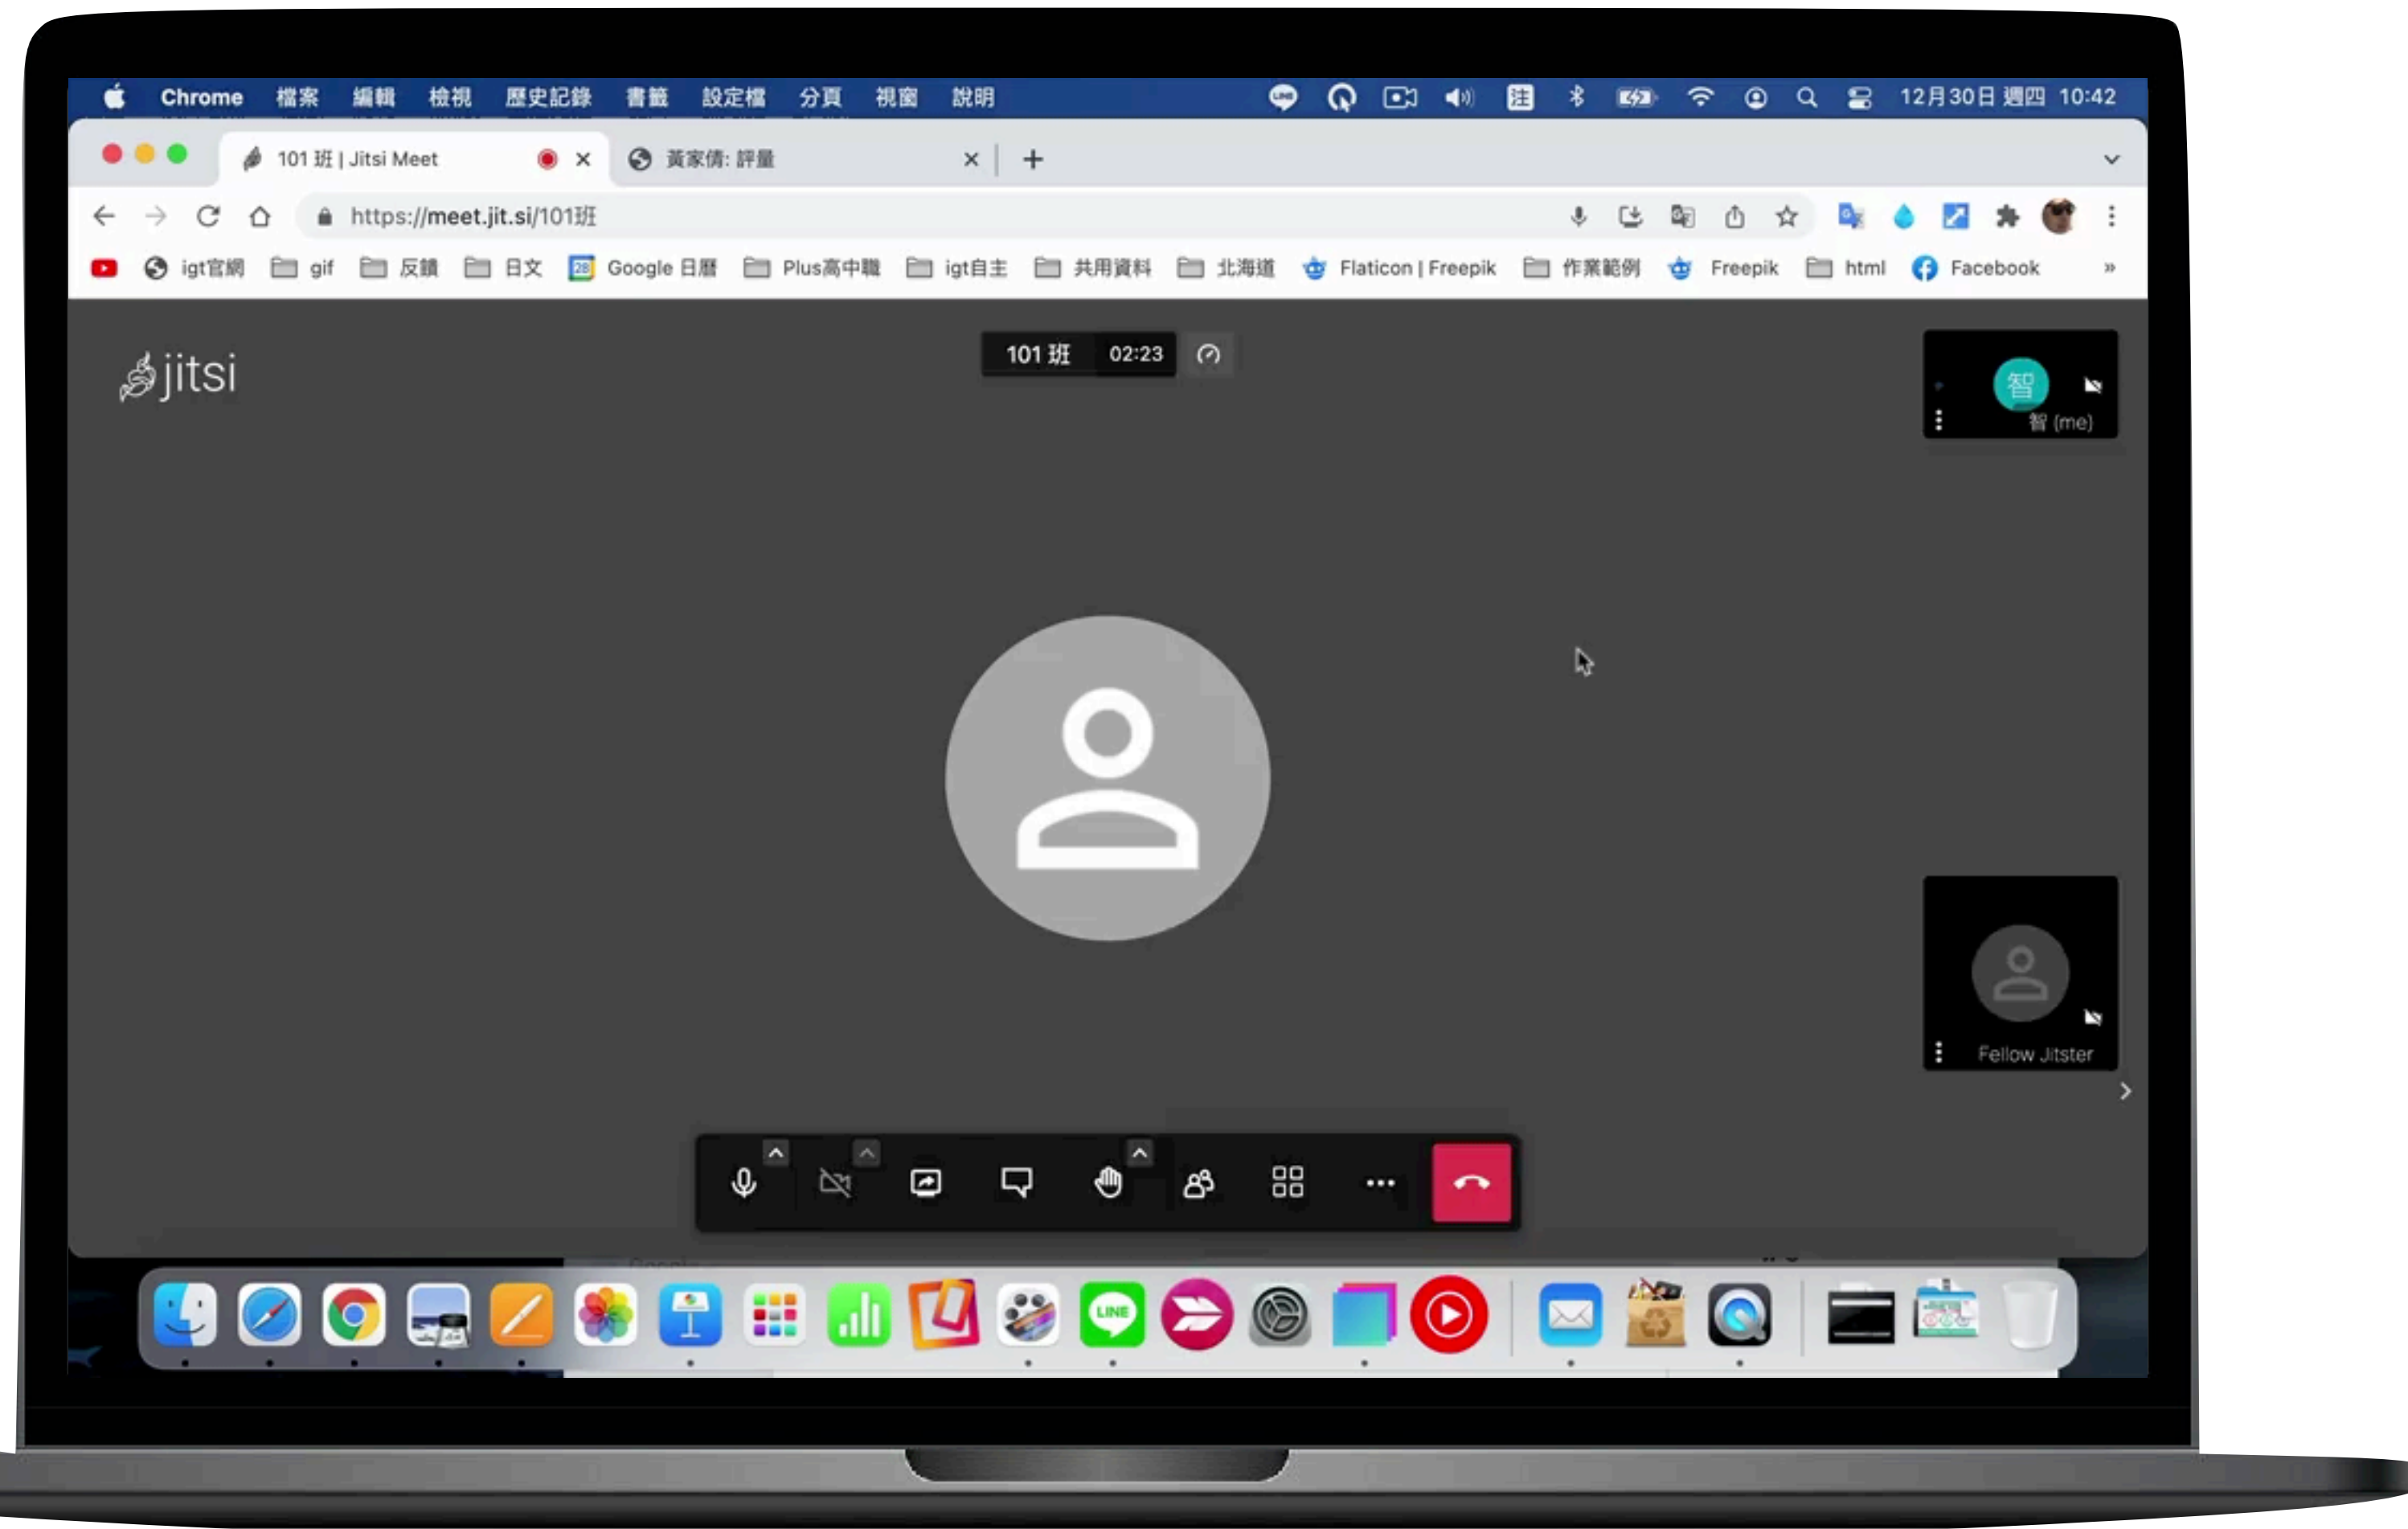 Chrome 檔案 編輯 檢視 歷史記錄 書籤 設定檔 分頁 視窗 說明 LINE 注 12月30日 週四 10:42
101 班 | Jitsi Meet 黃家倩: 評量
https://meet.jit.si/101班
igt官網 gif 反饋 日文 28 Google 日曆 Plus高中職 igt自主 共用資料 北海道 Flaticon | Freepik 作業範例 Freepik html Facebook »
jitsi
101 班 02:23
智
智 (me)
Fellow Jitster
LINE